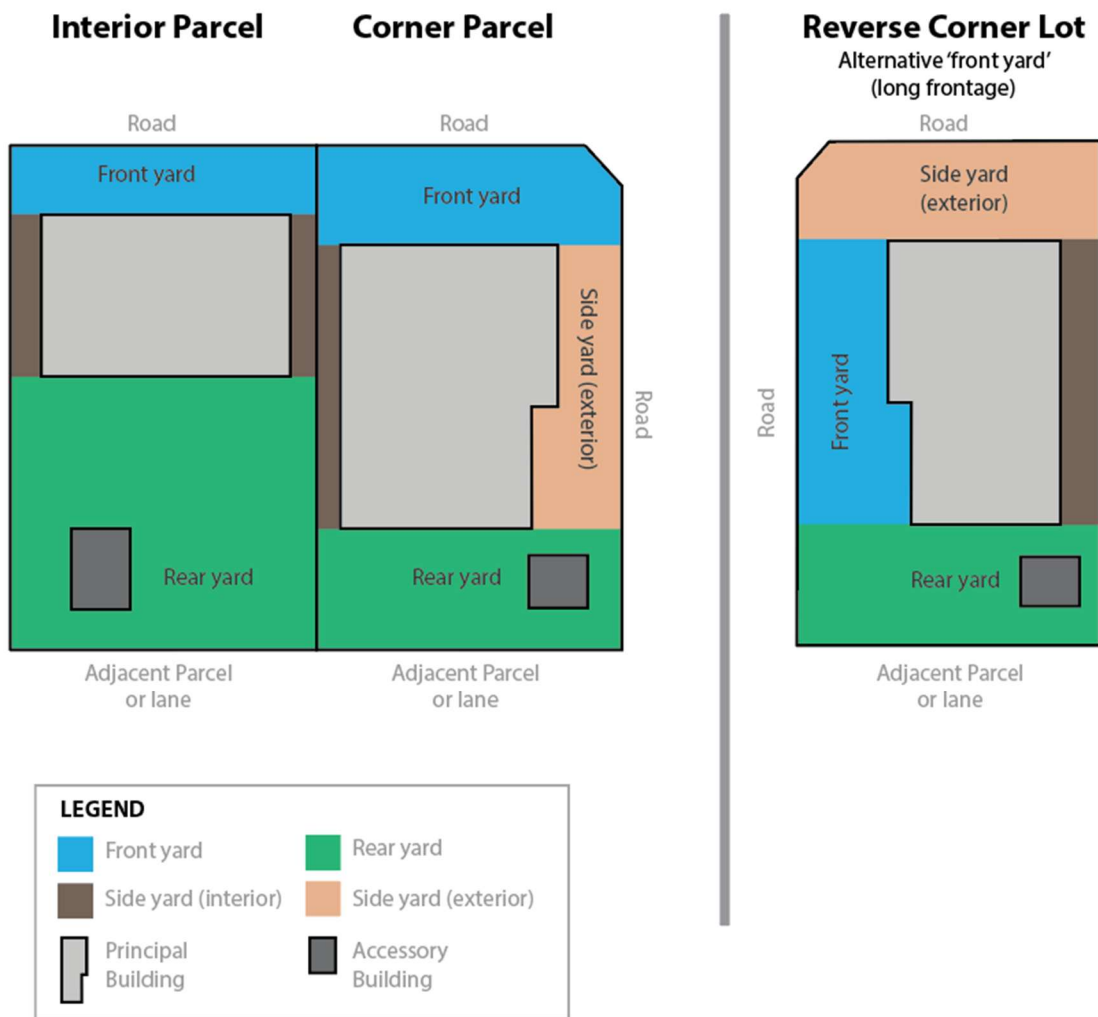 Interior Parcel
Corner Parcel
Reverse Corner Lot
Alternative ‘front yard’
(long frontage)
Road
Road
Road
Front yard
Front yard
Side yard
(exterior)
Side yard (exterior)
Road
Road
Front yard
Rear yard
Rear yard
Rear yard
Adjacent Parcel
or lane
Adjacent Parcel
or lane
Adjacent Parcel
or lane
LEGEND
Front yard
Rear yard
Side yard (interior)
Side yard (exterior)
Principal
Building
Accessory
Building